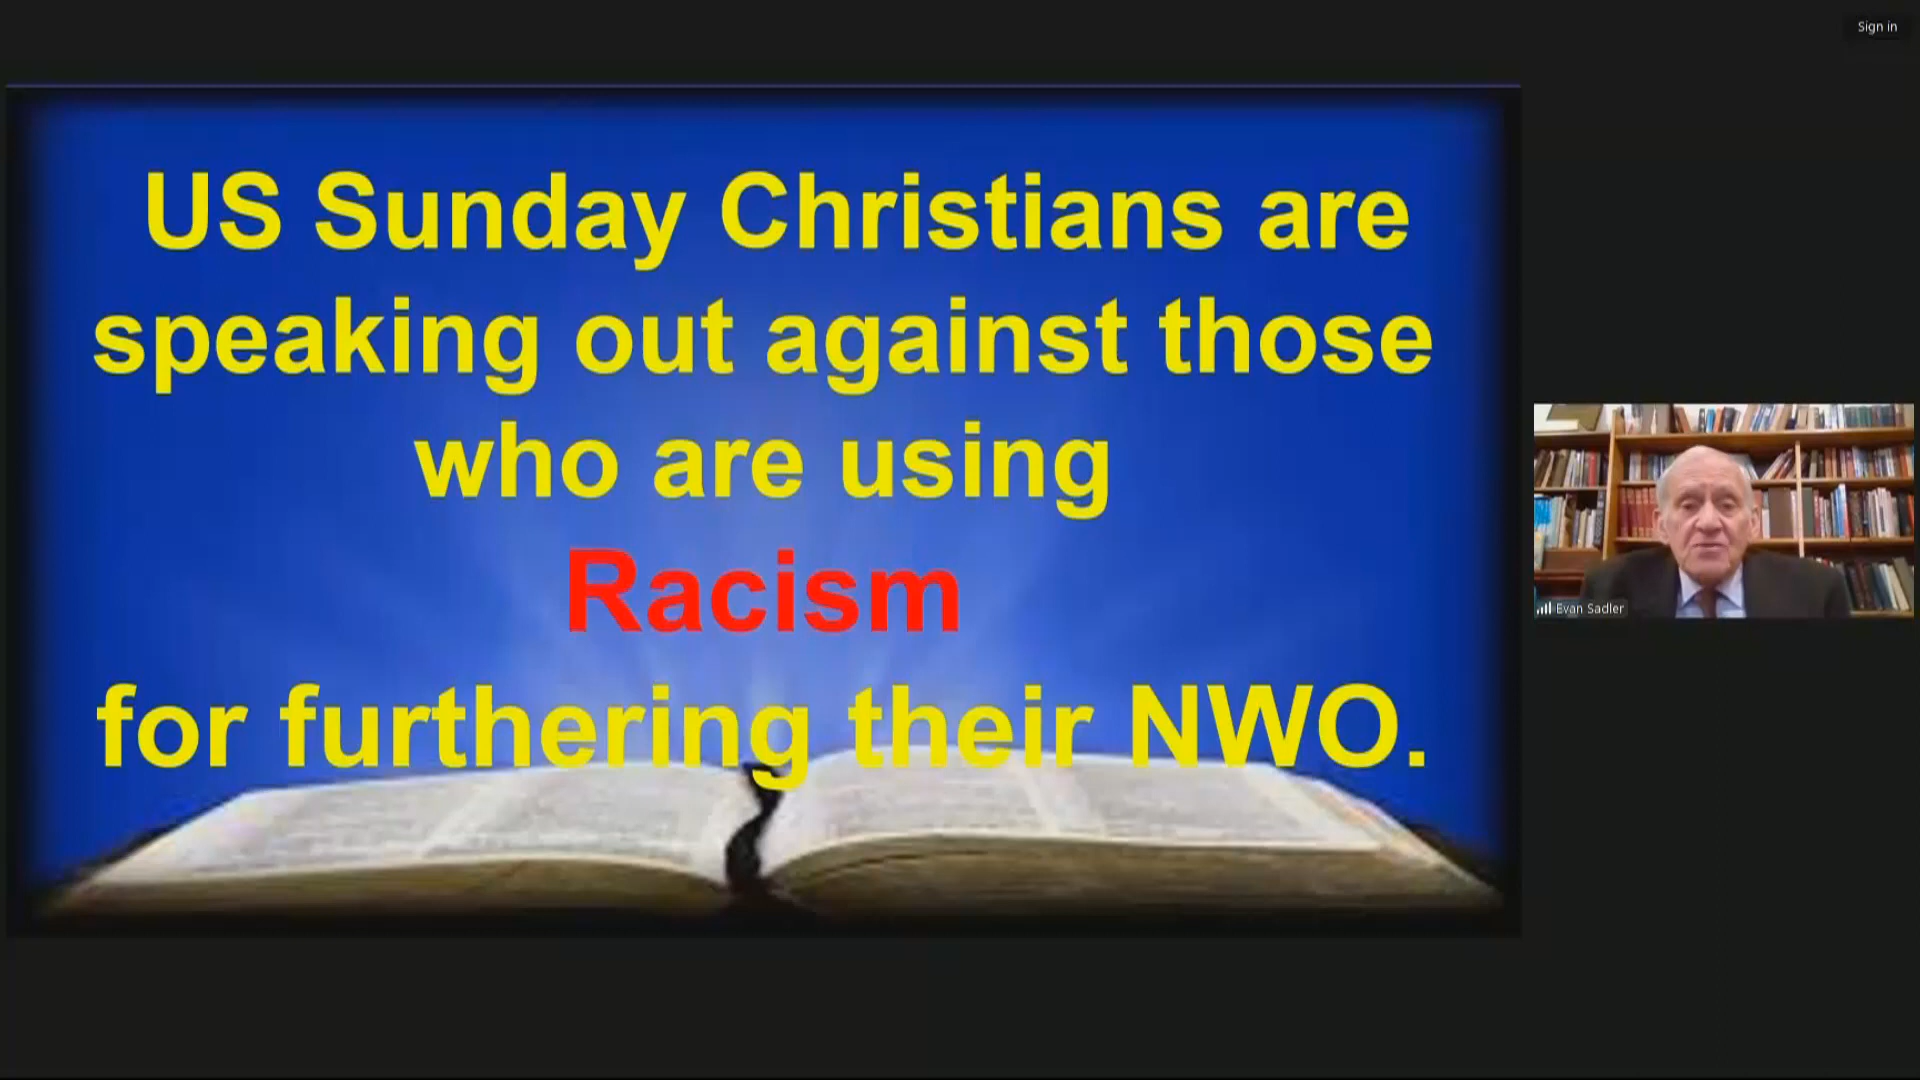 Sign in
US Sunday Christians are
speaking out against those
who are using
Racism
for furthering their NWO.
Evan Sadler